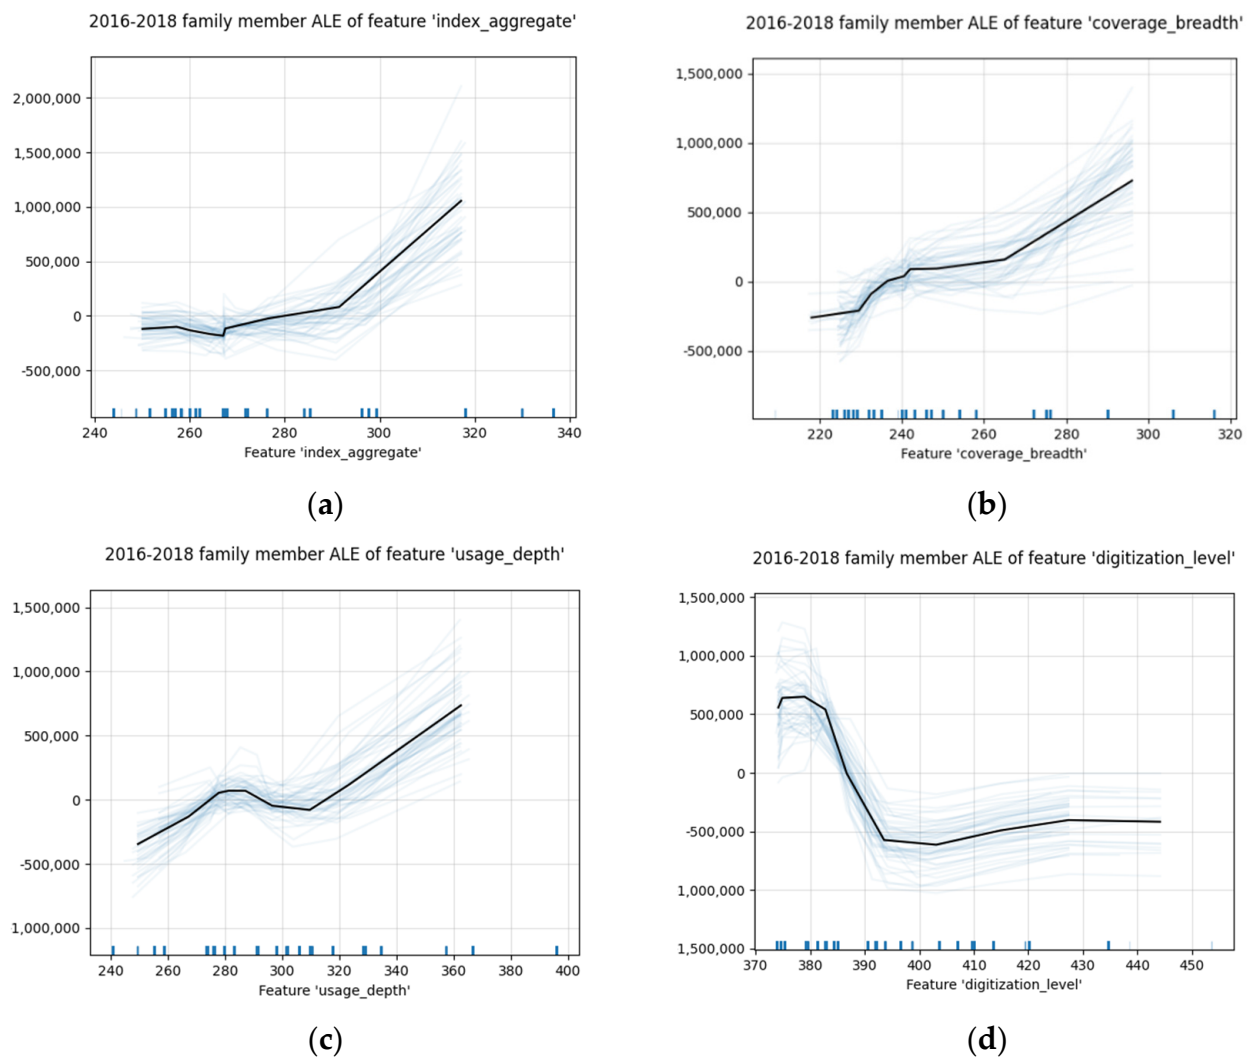 2016-2018 family member ALE of feature 'index_aggregate'
2,000,000
1,500,000
1,000,000
500,000
0
-500,000
240 260 280 300 320 340
Feature 'index_aggregate'
(a)
2016-2018 family member ALE of feature 'coverage_breadth'
1,500,000
1,000,000
500,000
0
-500,000
220 240 260 280 300 320
Feature 'coverage_breadth'
(b)
2016-2018 family member ALE of feature 'usage_depth'
1,500,000
1,000,000
500,000
0
-500,000
1,000,000
240 260 280 300 320 340 360 380 400
Feature 'usage_depth'
(c)
2016-2018 family member ALE of feature 'digitization_level'
1,500,000
1,000,000
500,000
0
-500,000
1,000,000
1,500,000
370 380 390 400 410 420 430 440 450
Feature 'digitization_level'
(d)